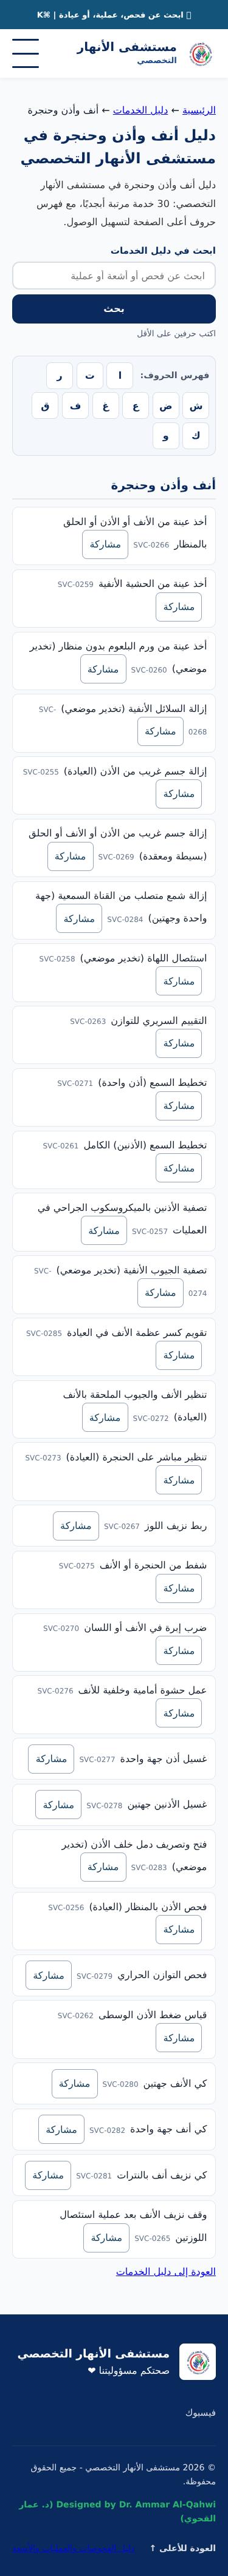 ابحث عن فحص، عملية، أو عيادة | ⌘K
مستشفى الأنهار
التخصصي
الرئيسية ← دليل الخدمات ← أنف وأذن وحنجرة
دليل أنف وأذن وحنجرة في
مستشفى الأنهار التخصصي
دليل أنف وأذن وحنجرة في مستشفى الأنهار
التخصصي: 30 خدمة مرتبة أبجديًا، مع فهرس
حروف أعلى الصفحة لتسهيل الوصول.
ابحث في دليل الخدمات
ابحث عن فحص أو أشعة أو عملية
بحث
اكتب حرفين على الأقل
فهرس الحروف: ا ت ر
ش ض ع غ ف ق
ك و
أنف وأذن وحنجرة
أخذ عينة من الأنف أو الأذن أو الحلق
بالمنظار SVC-0266 مشاركة
أخذ عينة من الحشية الأنفية SVC-0259
مشاركة
أخذ عينة من ورم البلعوم بدون منظار (تخدير
موضعي) SVC-0260 مشاركة
إزالة السلائل الأنفية (تخدير موضعي) SVC-
0268 مشاركة
إزالة جسم غريب من الأذن (العيادة) SVC-0255
مشاركة
إزالة جسم غريب من الأذن أو الأنف أو الحلق
(بسيطة ومعقدة) SVC-0269 مشاركة
إزالة شمع متصلب من القناة السمعية (جهة
واحدة وجهتين) SVC-0284 مشاركة
استئصال اللهاة (تخدير موضعي) SVC-0258
مشاركة
التقييم السريري للتوازن SVC-0263
مشاركة
تخطيط السمع (أذن واحدة) SVC-0271
مشاركة
تخطيط السمع (الأذنين) الكامل SVC-0261
مشاركة
تصفية الأذنين بالميكروسكوب الجراحي في
العمليات SVC-0257 مشاركة
تصفية الجيوب الأنفية (تخدير موضعي) SVC-
0274 مشاركة
تقويم كسر عظمة الأنف في العيادة SVC-0285
مشاركة
تنظير الأنف والجيوب الملحقة بالأنف
(العيادة) SVC-0272 مشاركة
تنظير مباشر على الحنجرة (العيادة) SVC-0273
مشاركة
ربط نزيف اللوز SVC-0267 مشاركة
شفط من الحنجرة أو الأنف SVC-0275
مشاركة
ضرب إبرة في الأنف أو اللسان SVC-0270
مشاركة
عمل حشوة أمامية وخلفية للأنف SVC-0276
مشاركة
غسيل أذن جهة واحدة SVC-0277 مشاركة
غسيل الأذنين جهتين SVC-0278 مشاركة
فتح وتصريف دمل خلف الأذن (تخدير
موضعي) SVC-0283 مشاركة
فحص الأذن بالمنظار (العيادة) SVC-0256
مشاركة
فحص التوازن الحراري SVC-0279 مشاركة
قياس ضغط الأذن الوسطى SVC-0262
مشاركة
كي الأنف جهتين SVC-0280 مشاركة
كي أنف جهة واحدة SVC-0282 مشاركة
كي نزيف أنف بالنترات SVC-0281 مشاركة
وقف نزيف الأنف بعد عملية استئصال
اللوزتين SVC-0265 مشاركة
العودة إلى دليل الخدمات
مستشفى الأنهار التخصصي
صحتكم مسؤوليتنا ❤
فيسبوك
© 2026 مستشفى الأنهار التخصصي - جميع الحقوق
محفوظة.
Designed by Dr. Ammar Al-Qahwi (د. عمار
القحوي)
العودة للأعلى ↑